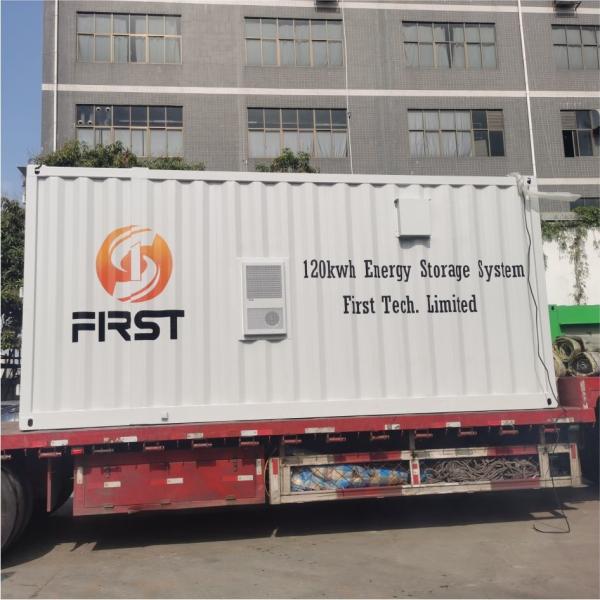 FIRST
120kwh Energy Storage System
First Tech. Limited